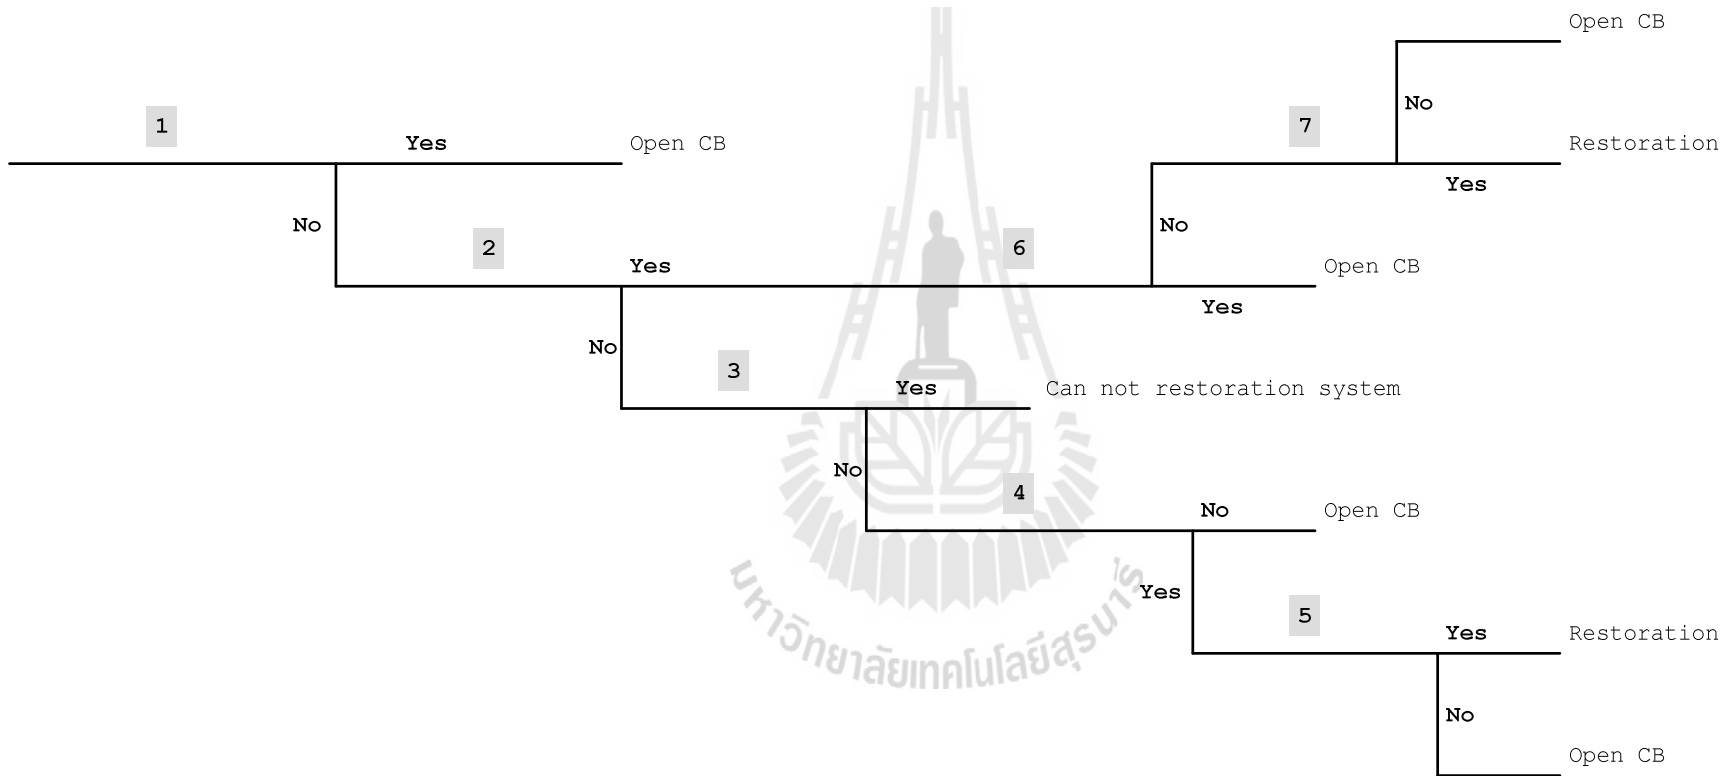 Open CB
No
1
7
Yes
Open CB
Restoration
Yes
No
No
2
6
Yes
Open CB
Yes
No
3
Yes
Can not restoration system
No
4
No
Open CB
Yes
5
Yes
Restoration
No
Open CB
มหาวิทยาลัยเทคโนโลยีสุรนารี